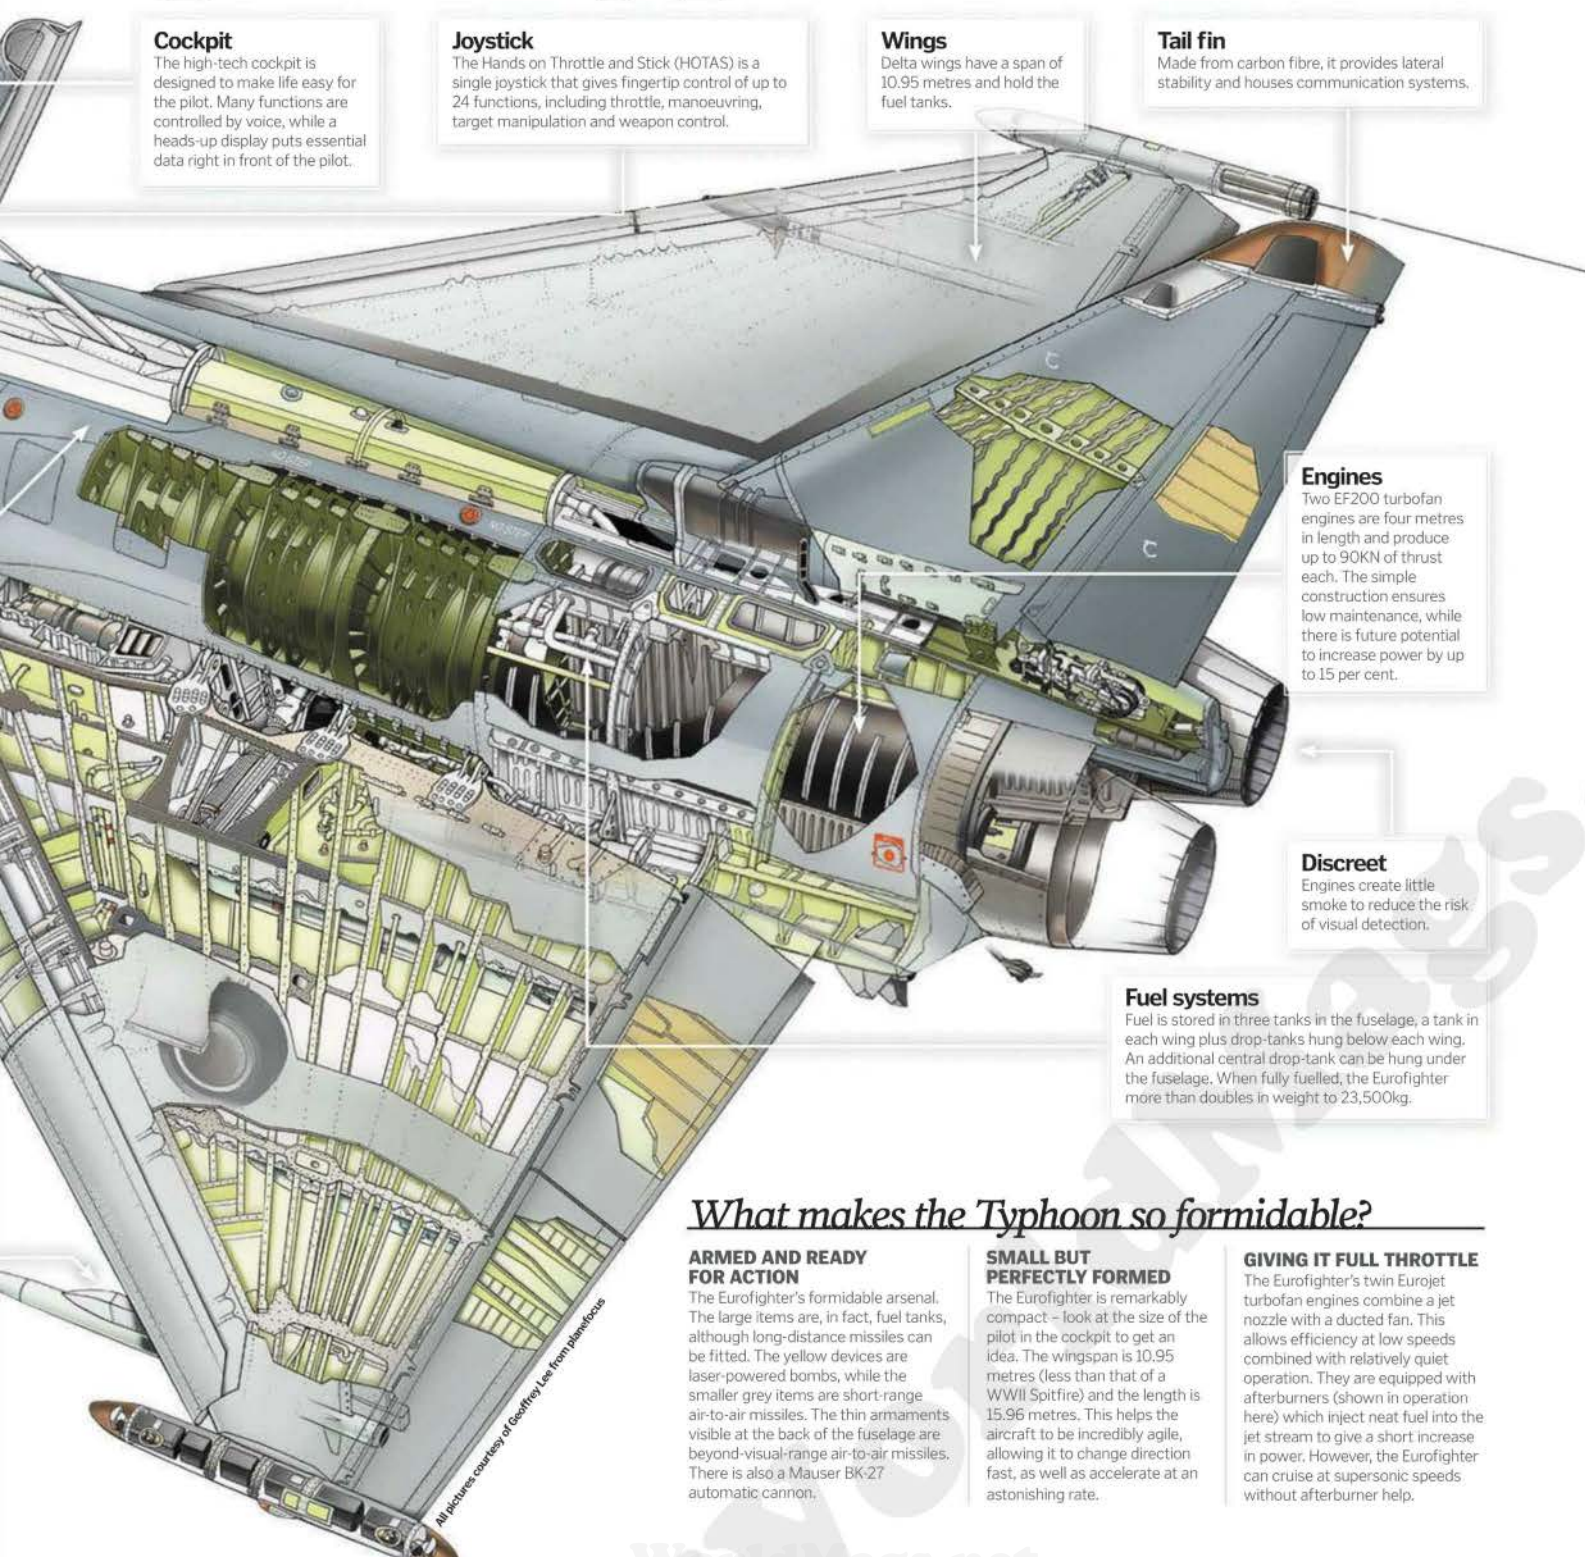 Cockpit
The high-tech cockpit is
designed to make life easy for
the pilot. Many functions are
controlled by voice, while a
heads-up display puts essential
data right in front of the pilot.
Joystick
The Hands on Throttle and Stick (HOTAS) is a
single joystick that gives fingertip control of up to
24 functions, including throttle, manoeuvring,
target manipulation and weapon control.
Wings
Delta wings have a span of
10.95 metres and hold the
fuel tanks.
Tail fin
Made from carbon fibre, it provides lateral
stability and houses communication systems.
NO STEP
NO STEP
Engines
Two EF200 turbofan
engines are four metres
in length and produce
up to 90KN of thrust
each. The simple
construction ensures
low maintenance, while
there is future potential
to increase power by up
to 15 per cent.
Discreet
Engines create little
smoke to reduce the risk
of visual detection.
Fuel systems
Fuel is stored in three tanks in the fuselage, a tank in
each wing plus drop-tanks hung below each wing.
An additional central drop-tank can be hung under
the fuselage. When fully fuelled, the Eurofighter
more than doubles in weight to 23,500kg.
What makes the Typhoon so formidable?
ARMED AND READY
FOR ACTION
The Eurofighter's formidable arsenal.
The large items are, in fact, fuel tanks,
although long-distance missiles can
be fitted. The yellow devices are
laser-powered bombs, while the
smaller grey items are short-range
air-to-air missiles. The thin armaments
visible at the back of the fuselage are
beyond-visual-range air-to-air missiles.
There is also a Mauser BK-27
automatic cannon.
SMALL BUT
PERFECTLY FORMED
The Eurofighter is remarkably
compact – look at the size of the
pilot in the cockpit to get an
idea. The wingspan is 10.95
metres (less than that of a
WWII Spitfire) and the length is
15.96 metres. This helps the
aircraft to be incredibly agile,
allowing it to change direction
fast, as well as accelerate at an
astonishing rate.
GIVING IT FULL THROTTLE
The Eurofighter's twin Eurojet
turbofan engines combine a jet
nozzle with a ducted fan. This
allows efficiency at low speeds
combined with relatively quiet
operation. They are equipped with
afterburners (shown in operation
here) which inject neat fuel into the
jet stream to give a short increase
in power. However, the Eurofighter
can cruise at supersonic speeds
without afterburner help.
All pictures courtesy of Geoffrey Lee from planefocus
WorldMags